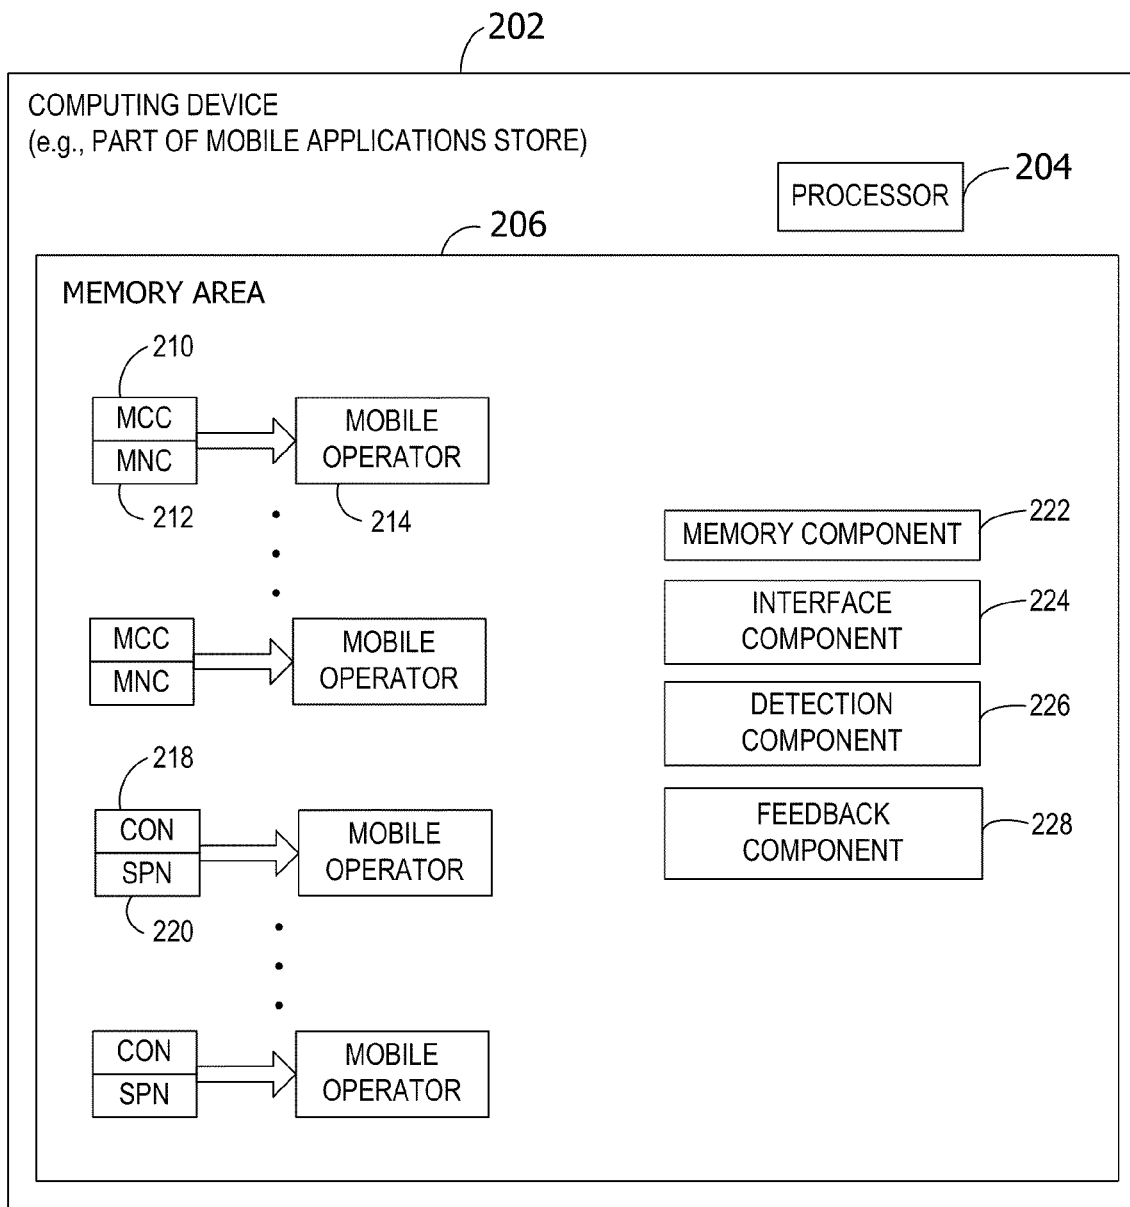 202
COMPUTING DEVICE
(e.g., PART OF MOBILE APPLICATIONS STORE)
PROCESSOR
204
206
MEMORY AREA
210
MCC
MNC
212
MOBILE
OPERATOR
214
MCC
MNC
MOBILE
OPERATOR
218
CON
SPN
220
MOBILE
OPERATOR
CON
SPN
MOBILE
OPERATOR
MEMORY COMPONENT
222
INTERFACE
COMPONENT
224
DETECTION
COMPONENT
226
FEEDBACK
COMPONENT
228